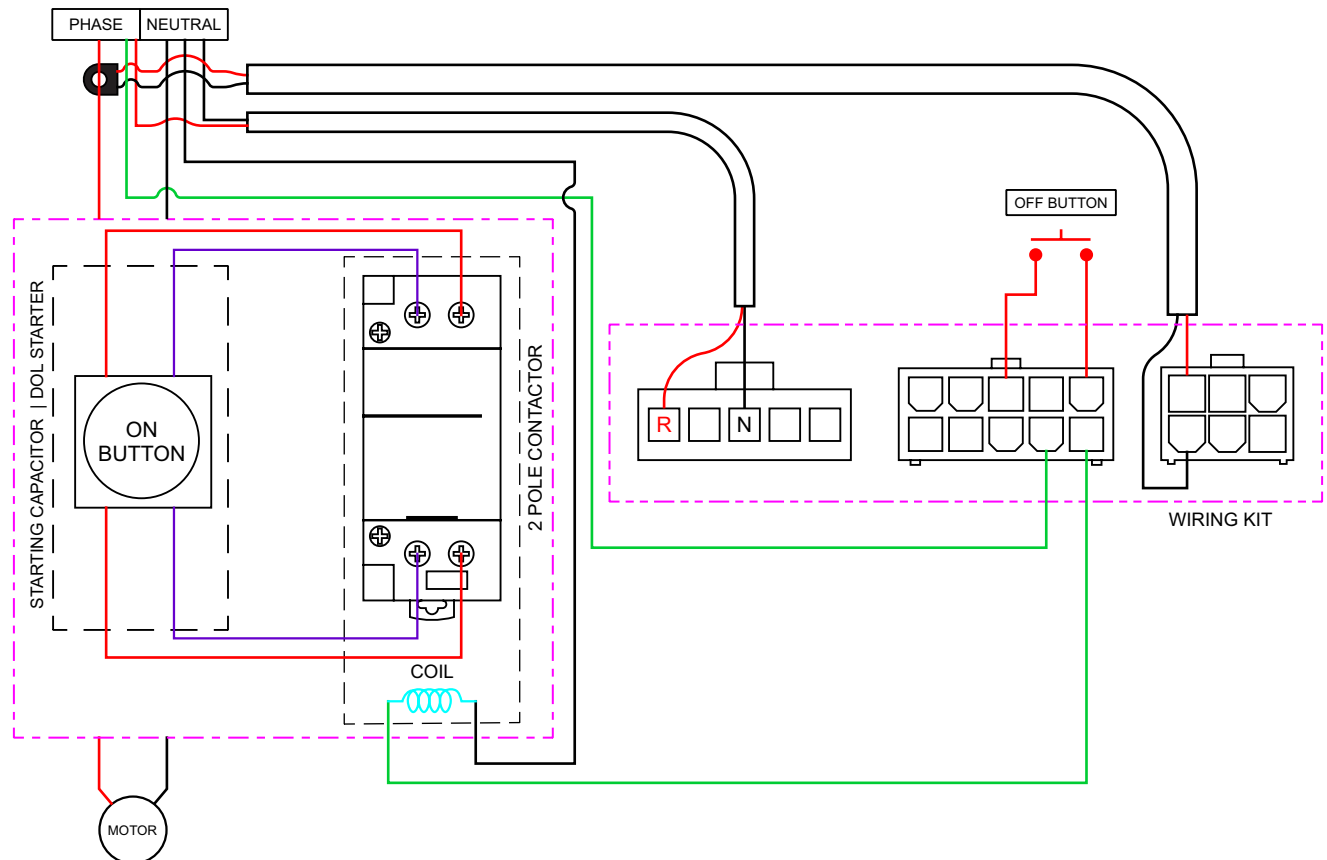 PHASE
NEUTRAL
OFF BUTTON
STARTING CAPACITOR | DOL STARTER
ON
BUTTON
2 POLE CONTACTOR
R
N
WIRING KIT
COIL
MOTOR